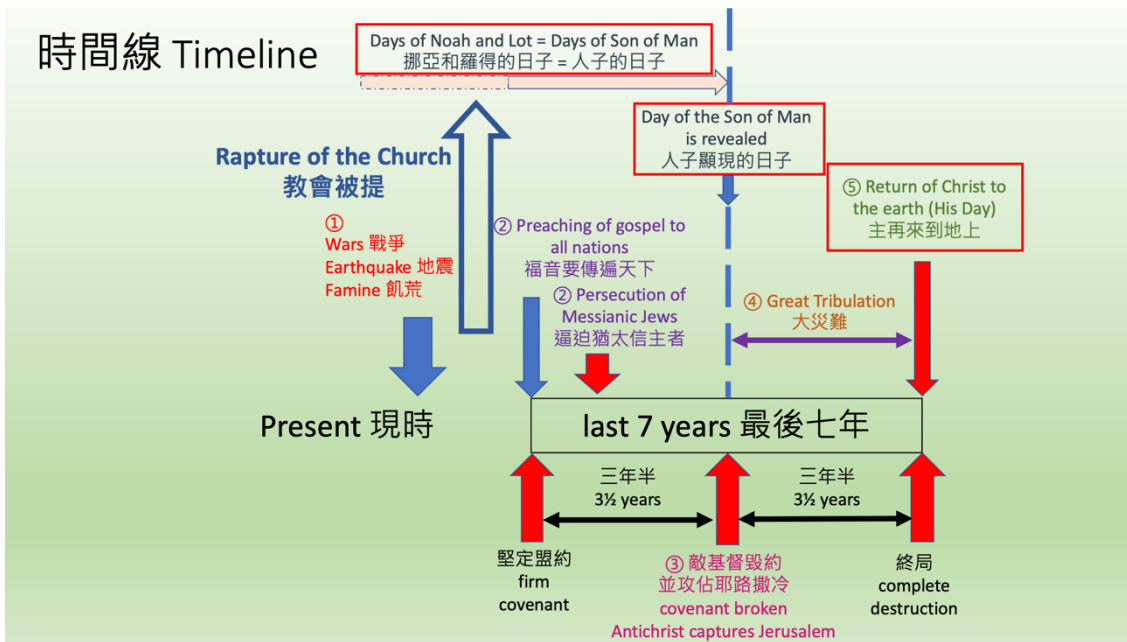 時間線 Timeline
Days of Noah and Lot = Days of Son of Man
挪亞和羅得的日子 = 人子的日子
Day of the Son of Man
is revealed
人子顯現的日子
Rapture of the Church
教會被提
⑤ Return of Christ to
the earth (His Day)
主再來到地上
①
Wars 戰爭
Earthquake 地震
Famine 飢荒
② Preaching of gospel to
all nations
福音要傳遍天下
② Persecution of
Messianic Jews
逼迫猶太信主者
④ Great Tribulation
大災難
Present 現時
last 7 years 最後七年
三年半
3½ years
三年半
3½ years
堅定盟約
firm
covenant
③ 敵基督毀約
並攻佔耶路撒冷
covenant broken
Antichrist captures Jerusalem
終局
complete
destruction